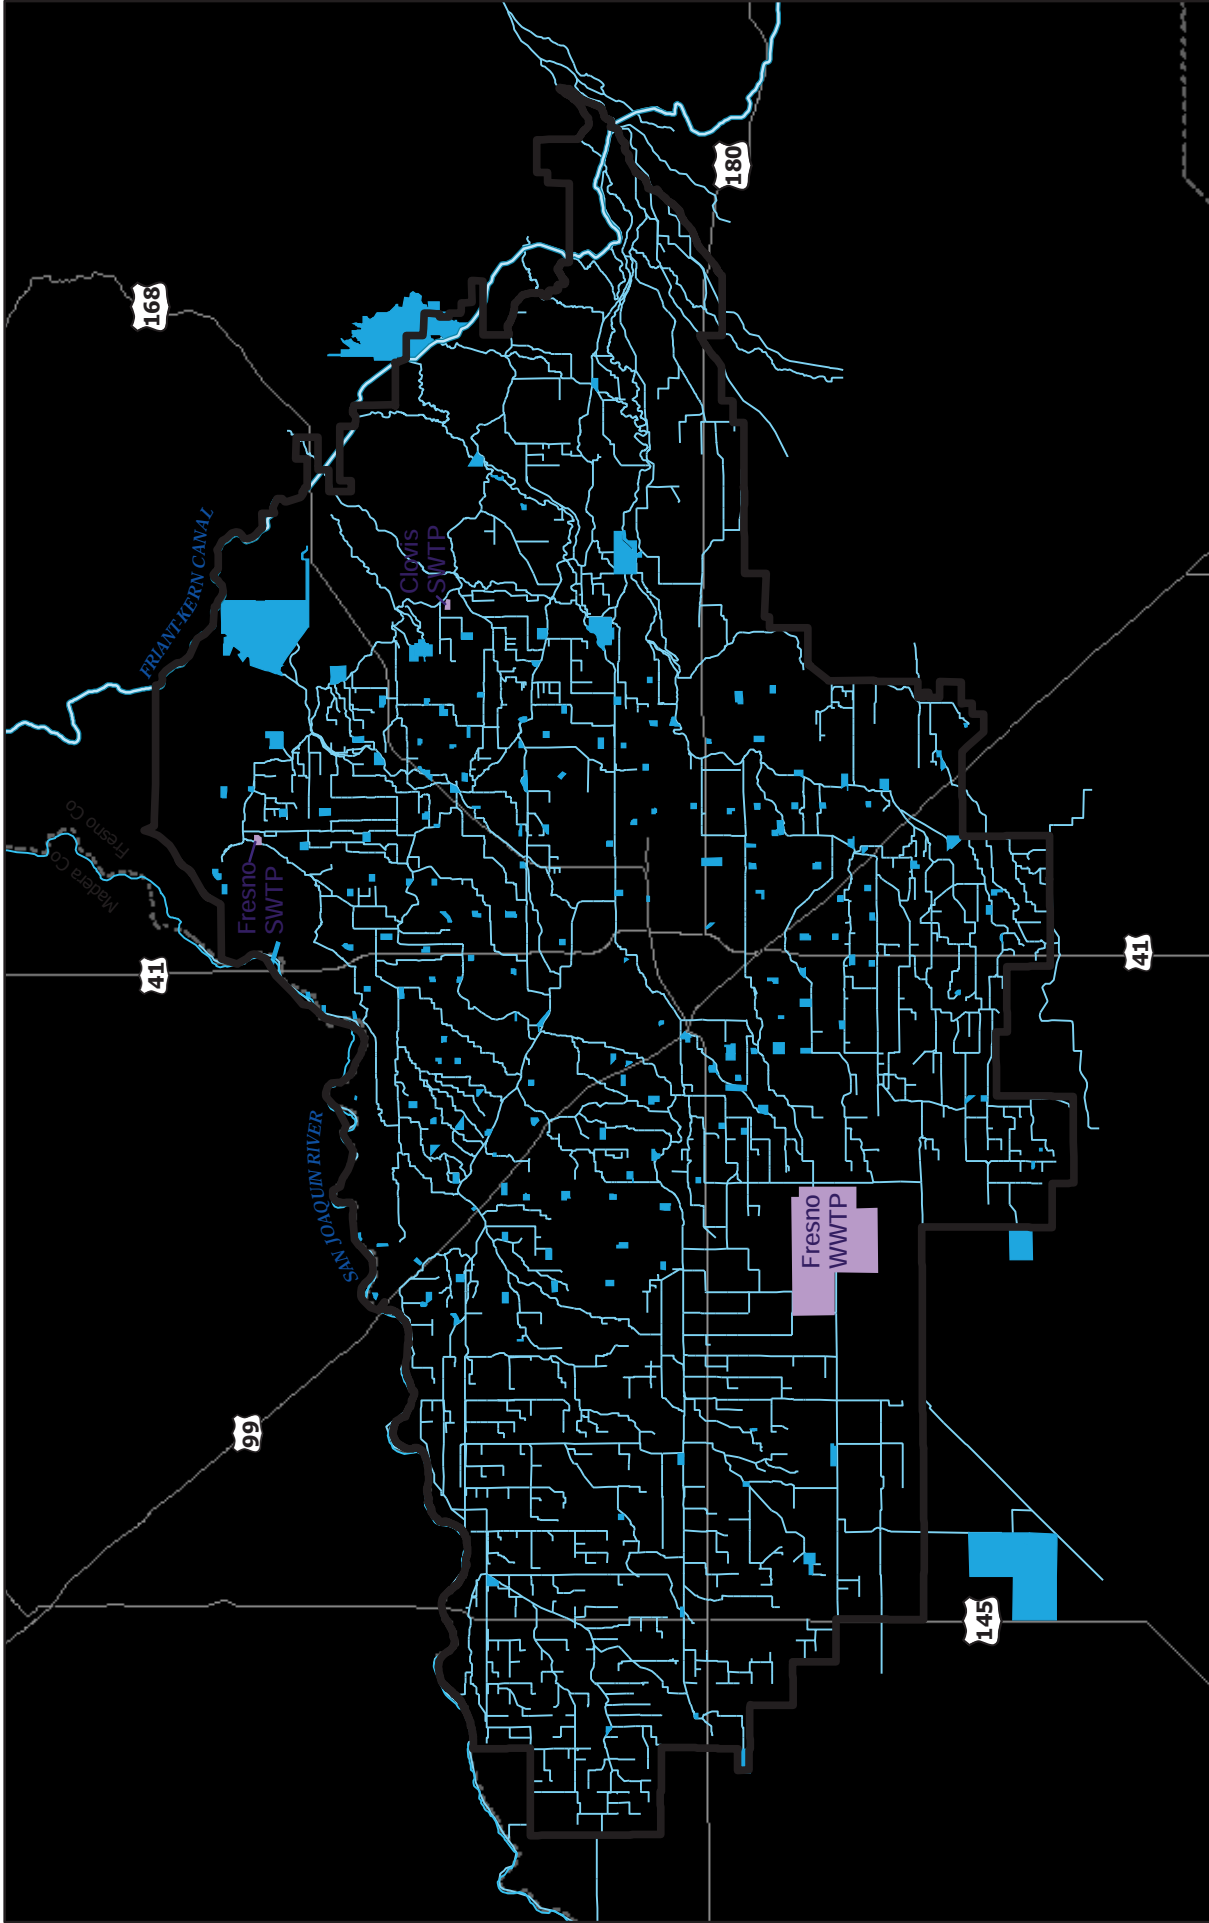 180
168
FRIANT-KERN CANAL
Clovis
SWTP
Fresno Co
Madera Co
Fresno
SWTP
41
41
SAN JOAQUIN RIVER
Fresno
WWTP
99
145